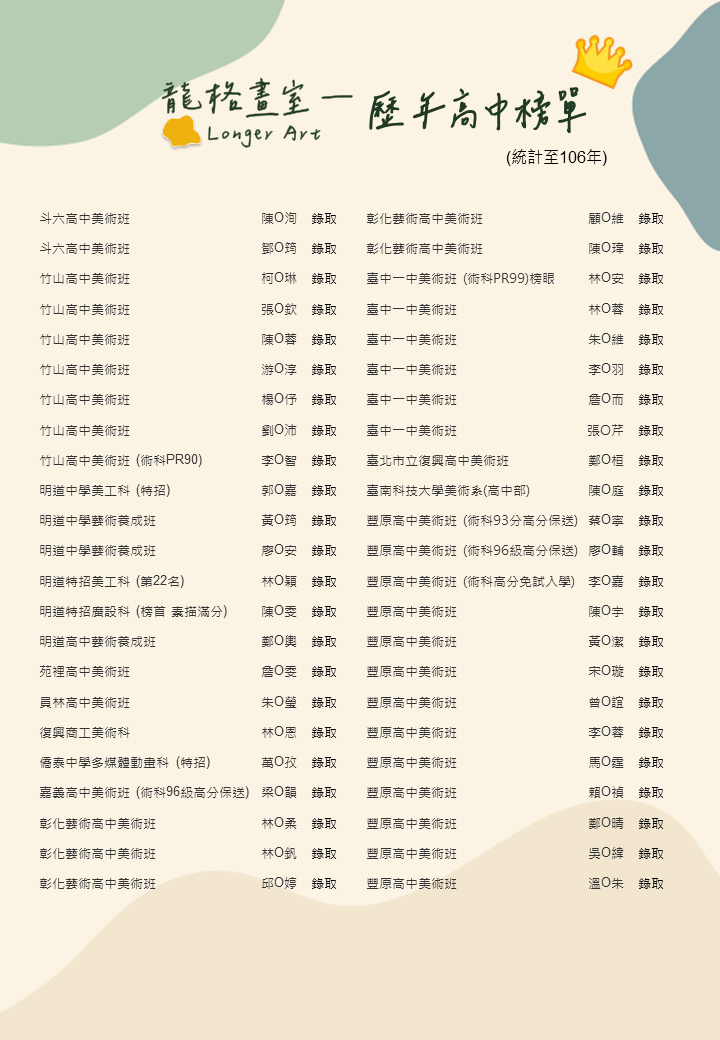 龍格畫室 — 歷年高中榜單
Longer Art
(統計至106年)
斗六高中美術班 陳O洵 錄取
斗六高中美術班 鄧O筠 錄取
竹山高中美術班 柯O琳 錄取
竹山高中美術班 張O欽 錄取
竹山高中美術班 陳O蓉 錄取
竹山高中美術班 游O淳 錄取
竹山高中美術班 楊O伃 錄取
竹山高中美術班 劉O沛 錄取
竹山高中美術班 (術科PR90) 李O智 錄取
明道中學美工科 (特招) 郭O嘉 錄取
明道中學藝術養成班 黃O筠 錄取
明道中學藝術養成班 廖O安 錄取
明道特招美工科 (第22名) 林O穎 錄取
明道特招廣設科 (榜首 素描滿分) 陳O雯 錄取
明道高中藝術養成班 鄭O輿 錄取
苑裡高中美術班 詹O雯 錄取
員林高中美術班 朱O瑩 錄取
復興商工美術科 林O恩 錄取
僑泰中學多媒體動畫科 (特招) 萬O孜 錄取
嘉義高中美術班 (術科96級高分保送) 梁O韻 錄取
彰化藝術高中美術班 林O柔 錄取
彰化藝術高中美術班 林O釩 錄取
彰化藝術高中美術班 邱O婷 錄取
彰化藝術高中美術班 顧O維 錄取
彰化藝術高中美術班 陳O瑋 錄取
臺中一中美術班 (術科PR99)榜眼 林O安 錄取
臺中一中美術班 林O蓉 錄取
臺中一中美術班 朱O維 錄取
臺中一中美術班 李O羽 錄取
臺中一中美術班 詹O而 錄取
臺中一中美術班 張O芹 錄取
臺北市立復興高中美術班 鄭O桓 錄取
臺南科技大學美術系(高中部) 陳O庭 錄取
豐原高中美術班 (術科93分高分保送) 蔡O寧 錄取
豐原高中美術班 (術科96級高分保送) 廖O輔 錄取
豐原高中美術班 (術科高分免試入學) 李O嘉 錄取
豐原高中美術班 陳O宇 錄取
豐原高中美術班 黃O潔 錄取
豐原高中美術班 宋O璇 錄取
豐原高中美術班 曾O誼 錄取
豐原高中美術班 李O蓉 錄取
豐原高中美術班 馬O霆 錄取
豐原高中美術班 賴O禎 錄取
豐原高中美術班 鄭O晴 錄取
豐原高中美術班 吳O緯 錄取
豐原高中美術班 溫O朱 錄取